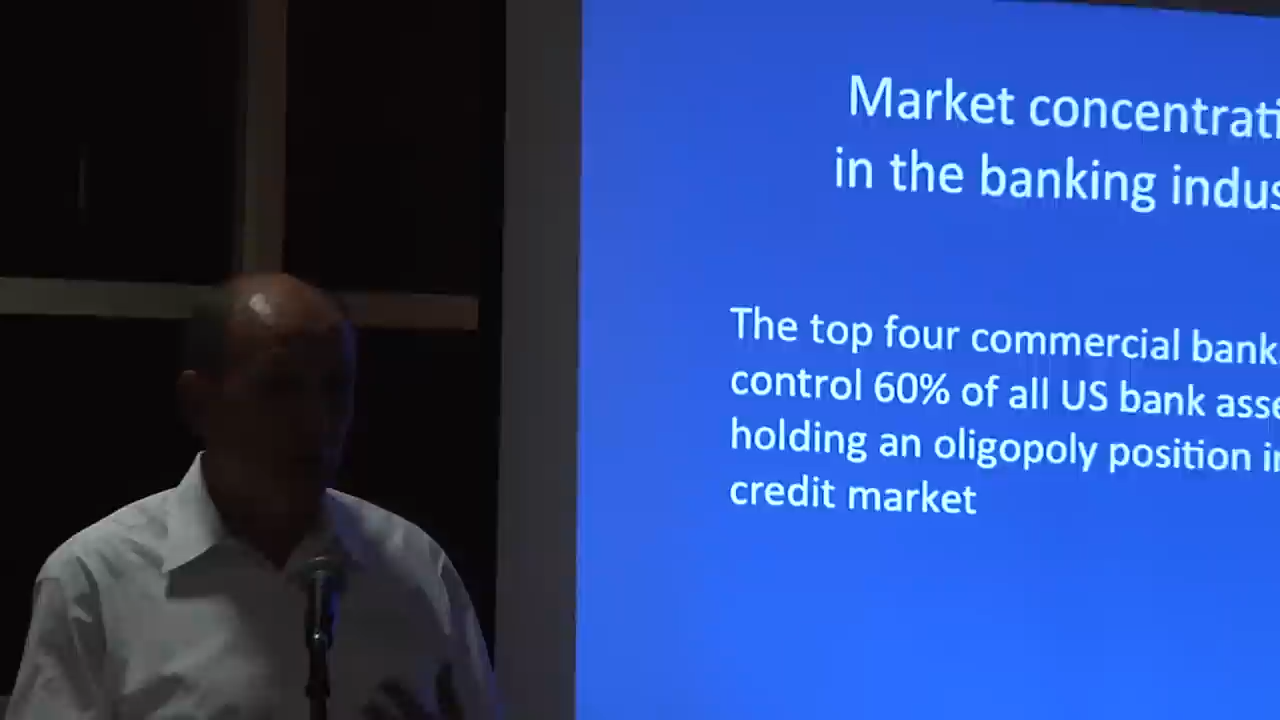 Market concentrati
in the banking indus
The top four commercial bank
control 60% of all US bank asse
holding an oligopoly position i
credit market